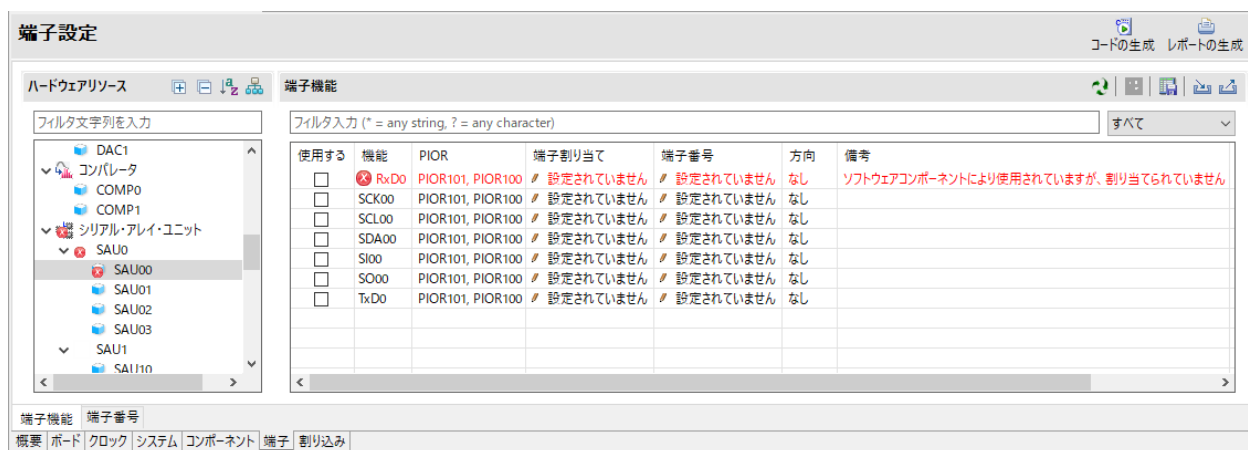 端子設定
コードの生成 レポートの生成
ハードウェアリソース
端子機能
フィルタ文字列を入力
フィルタ入力 (* = any string, ? = any character)
すべて
DAC1
コンパレータ
COMP0
COMP1
シリアル・アレイ・ユニット
SAU0
SAU00
SAU01
SAU02
SAU03
SAU1
SAU10
使用する 機能 PIOR 端子割り当て 端子番号 方向 備考
RxD0 PIOR101, PIOR100 設定されていません 設定されていません なし ソフトウェアコンポーネントにより使用されていますが、割り当てられていません
SCK00 PIOR101, PIOR100 設定されていません 設定されていません なし
SCL00 PIOR101, PIOR100 設定されていません 設定されていません なし
SDA00 PIOR101, PIOR100 設定されていません 設定されていません なし
SI00 PIOR101, PIOR100 設定されていません 設定されていません なし
SO00 PIOR101, PIOR100 設定されていません 設定されていません なし
TxD0 PIOR101, PIOR100 設定されていません 設定されていません なし
端子機能 端子番号
概要 ボード クロック システム コンポーネント 端子 割り込み